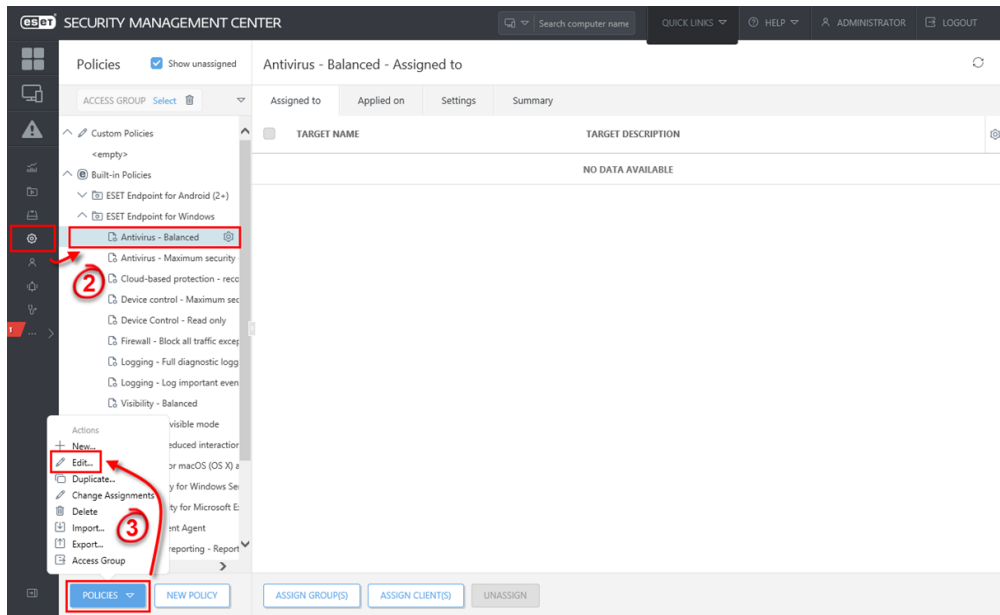 eset SECURITY MANAGEMENT CENTER
Search computer name
QUICK LINKS
HELP
ADMINISTRATOR
LOGOUT
Policies
Show unassigned
Antivirus - Balanced - Assigned to
ACCESS GROUP Select
Assigned to
Applied on
Settings
Summary
Custom Policies
<empty>
TARGET NAME
TARGET DESCRIPTION
NO DATA AVAILABLE
Built-in Policies
ESET Endpoint for Android (2+)
ESET Endpoint for Windows
Antivirus - Balanced
2
Antivirus - Maximum security
Cloud-based protection - reco
Device control - Maximum sec
Device Control - Read only
1
Firewall - Block all traffic excep
Logging - Full diagnostic logg
Logging - Log important even
Visibility - Balanced
visible mode
educed interaction
or macOS (OS X) a
y for Windows Se
ity for Microsoft E
ent Agent
reporting - Report
Actions
New...
Edit...
Duplicate...
Change Assignments
Delete
Import...
3
Export...
Access Group
POLICIES
NEW POLICY
ASSIGN GROUP(S)
ASSIGN CLIENT(S)
UNASSIGN